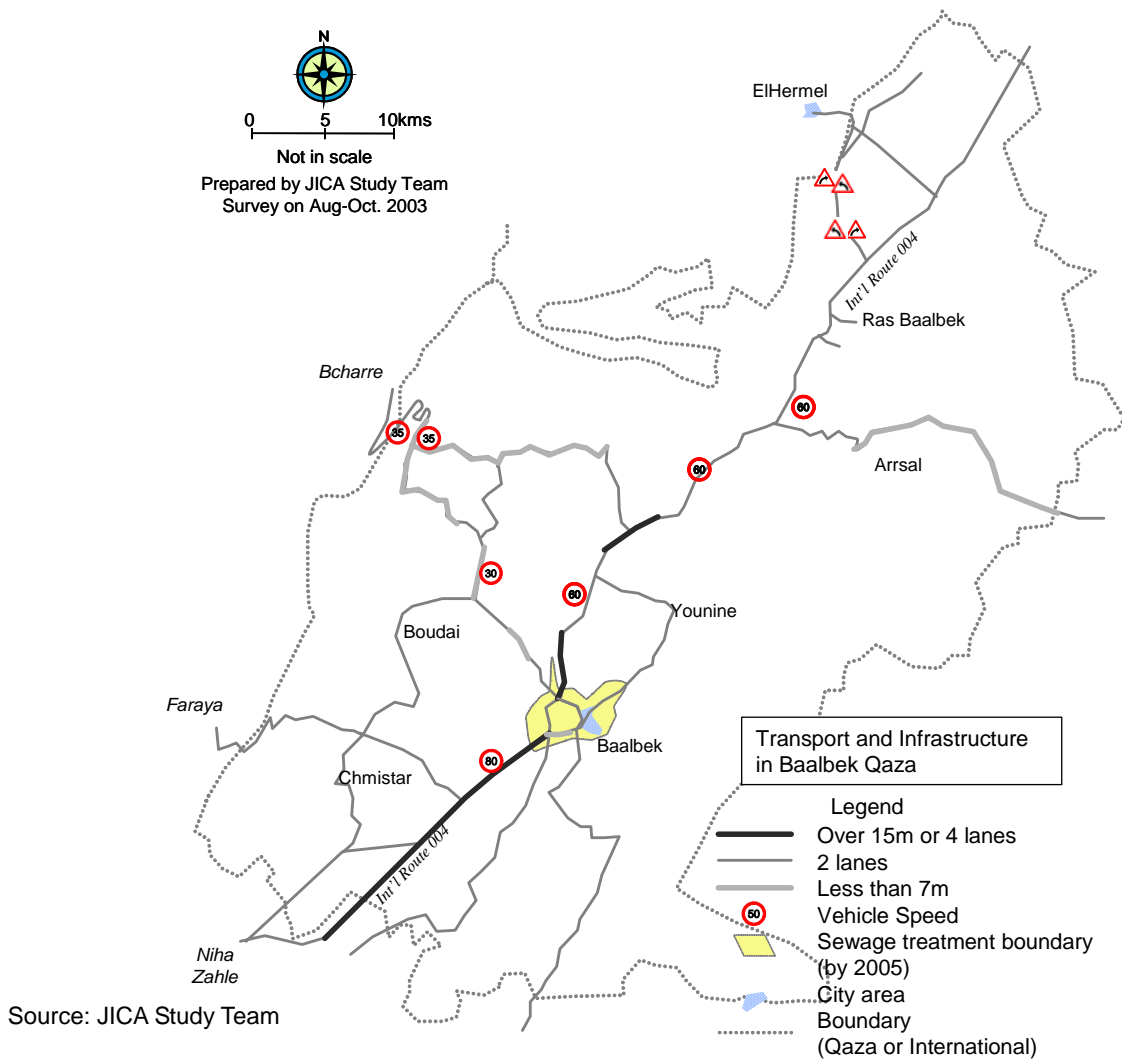 N
0 5 10kms
Not in scale
Prepared by JICA Study Team
Survey on Aug-Oct. 2003
ElHermel
Int'l Route 004
Ras Baalbek
Bcharre
35
35
60
60
Arrsal
30
60
Younine
Boudai
Faraya
Baalbek
80
Chmistar
Int'l Route 004
Niha
Zahle
Transport and Infrastructure
in Baalbek Qaza
Legend
Over 15m or 4 lanes
2 lanes
Less than 7m
50 Vehicle Speed
Sewage treatment boundary
(by 2005)
City area
Boundary
(Qaza or International)
Source: JICA Study Team